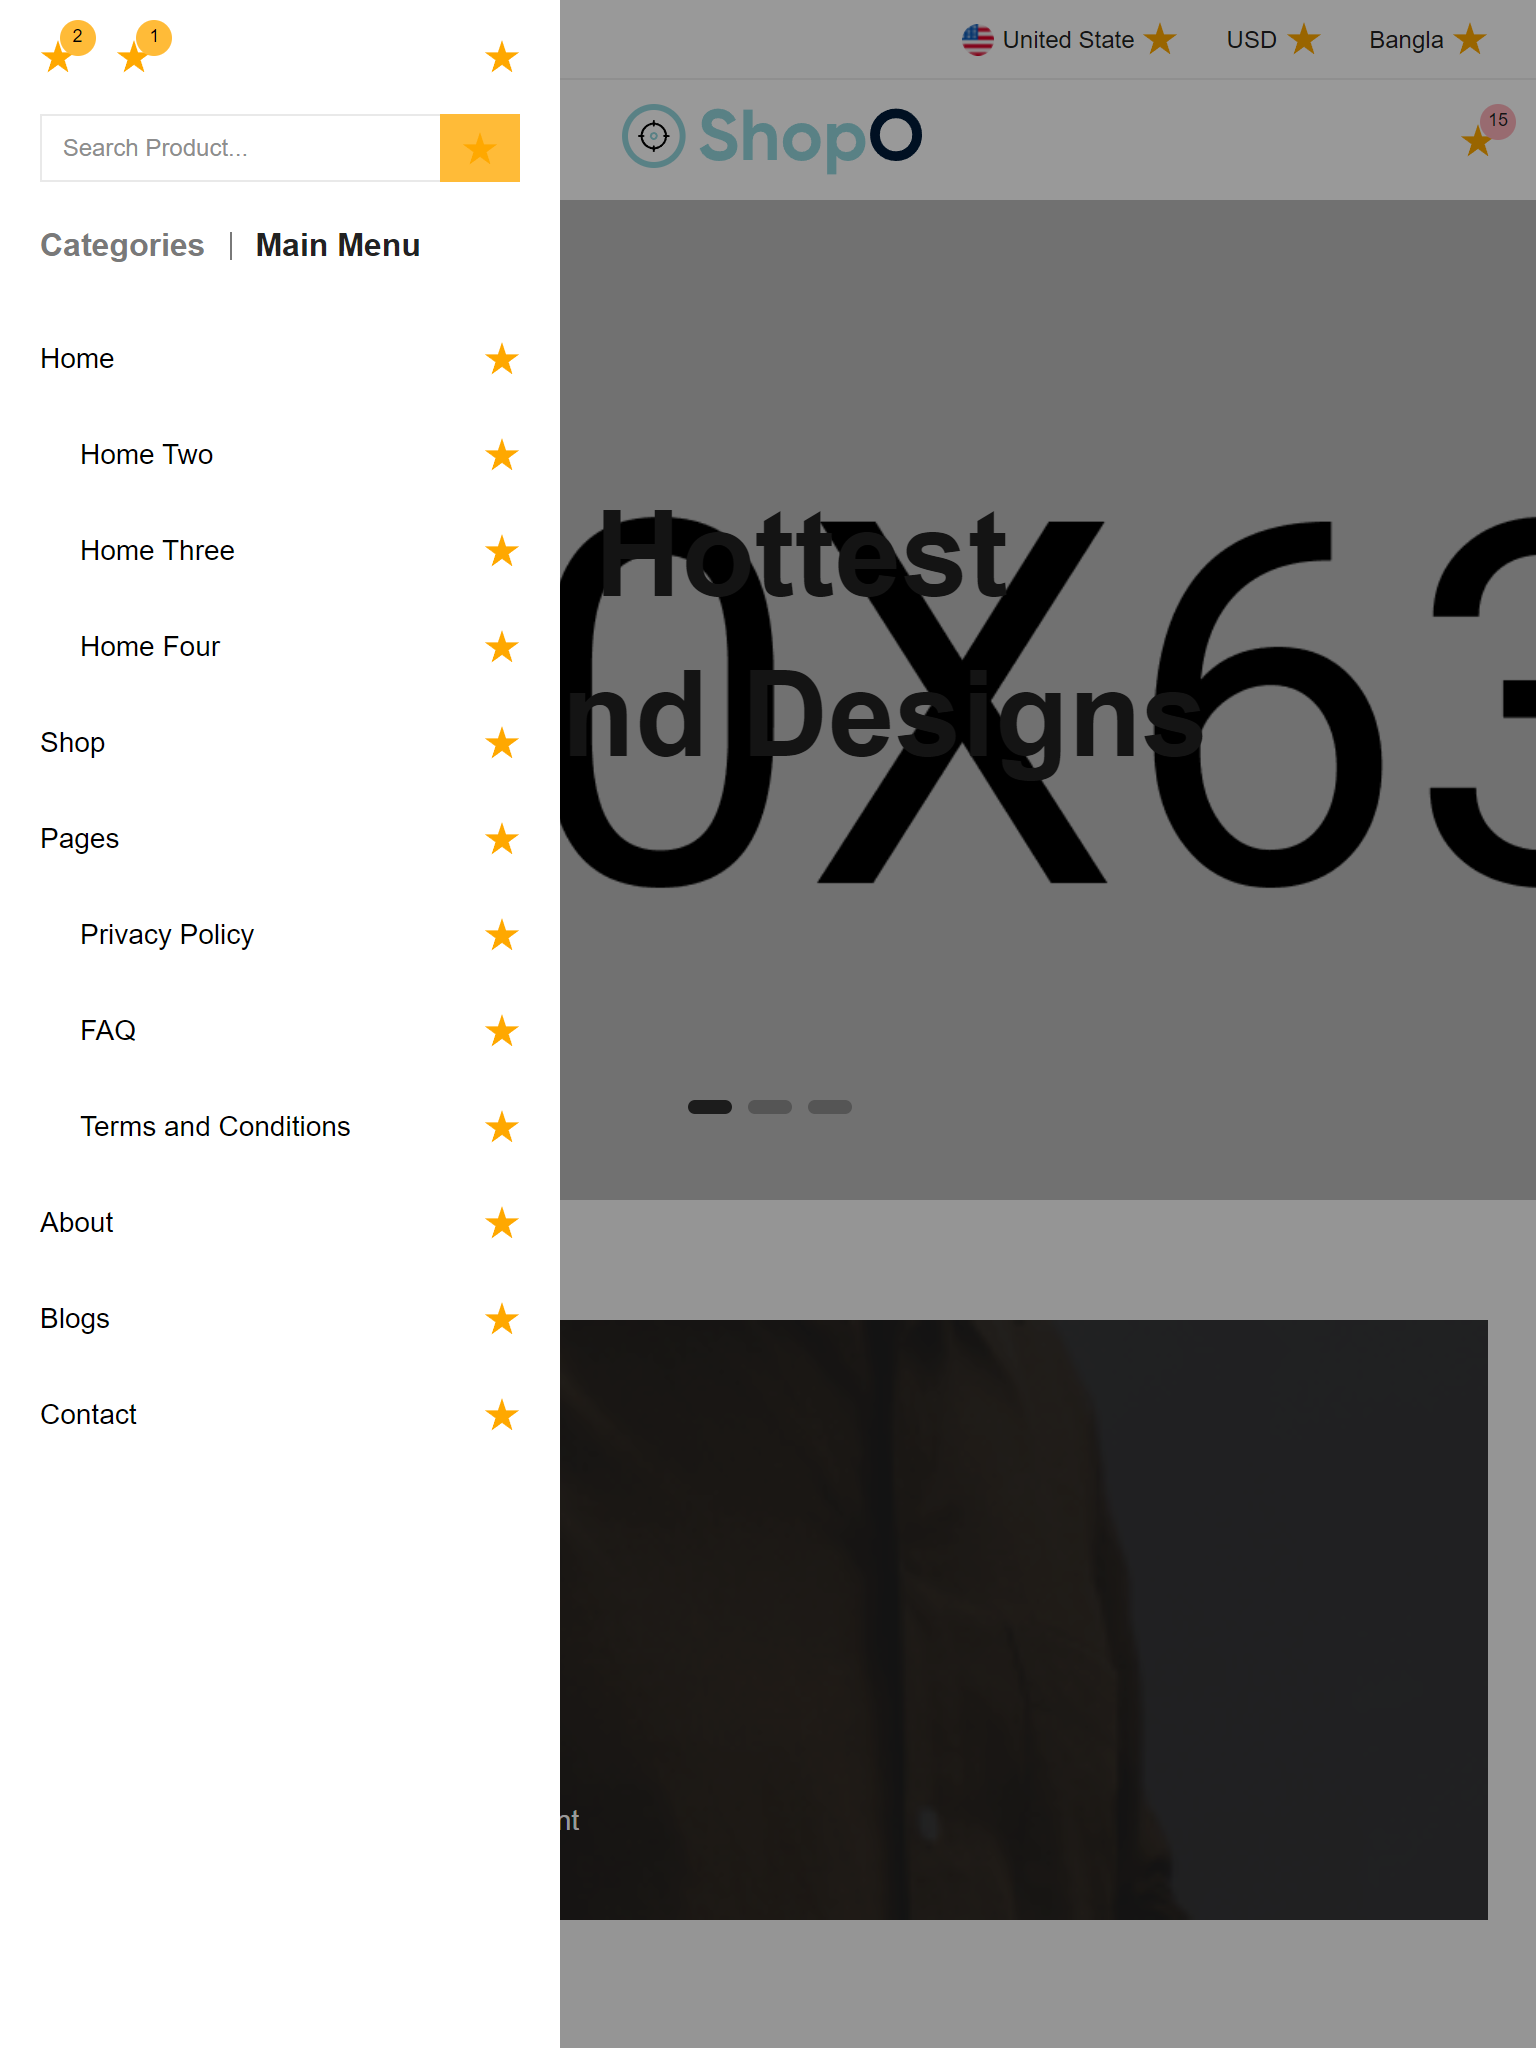 2 1
United State USD Bangla
Search Product...
ShopO
15
Categories | Main Menu
Home
Home Two
Home Three
Home Four
Shop
Pages
Privacy Policy
FAQ
Terms and Conditions
About
Blogs
Contact
Hottest
nd Designs
0X63
nt